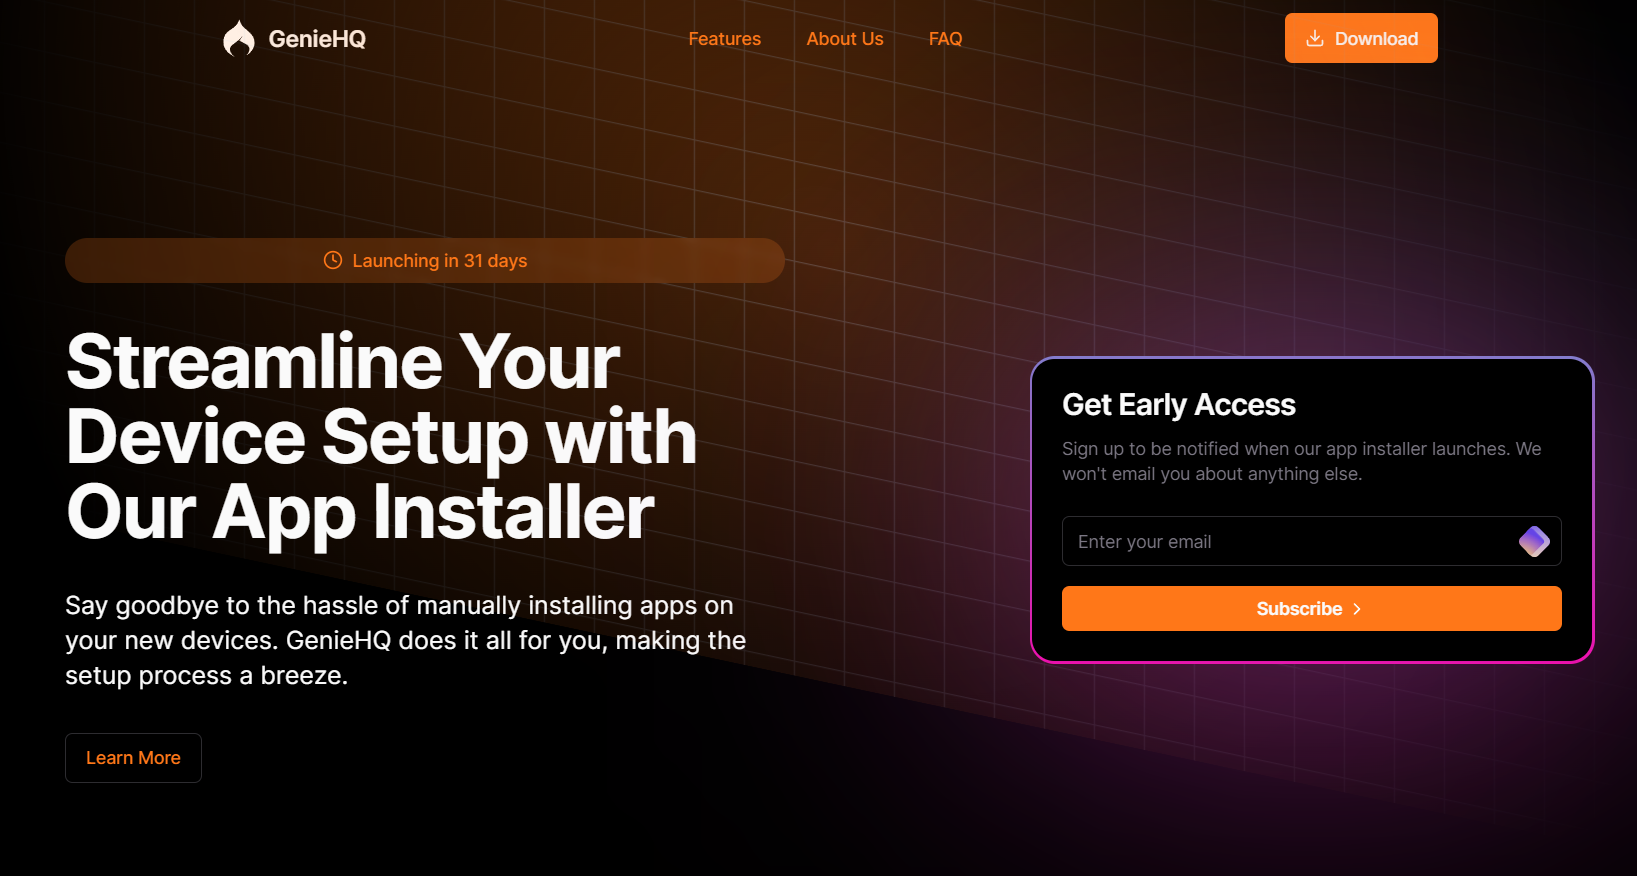 GenieHQ
Features
About Us
FAQ
Download
Launching in 31 days
Streamline Your
Device Setup with
Our App Installer
Say goodbye to the hassle of manually installing apps on
your new devices. GenieHQ does it all for you, making the
setup process a breeze.
Learn More
Get Early Access
Sign up to be notified when our app installer launches. We
won't email you about anything else.
Enter your email
Subscribe